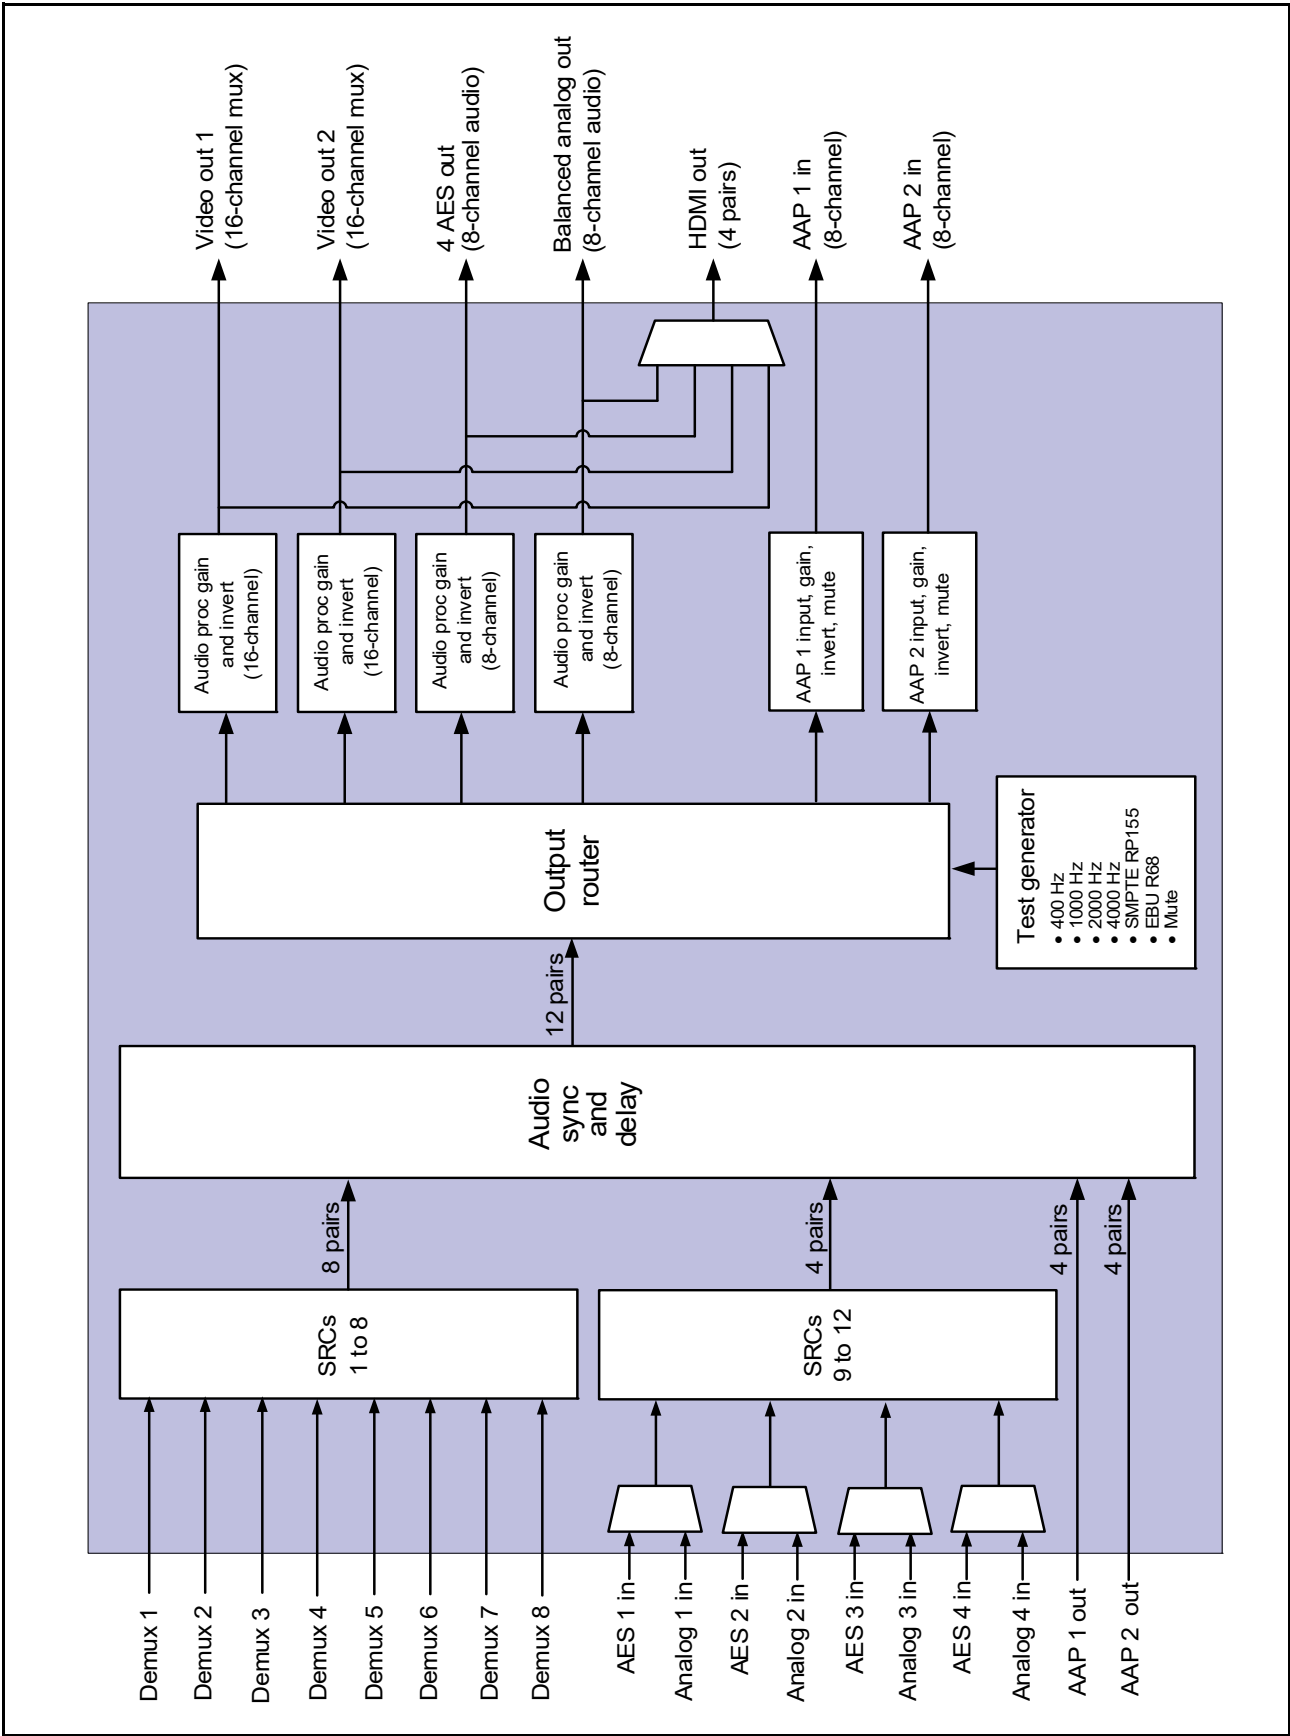 Demux 1
Demux 2
Demux 3
Demux 4
Demux 5
Demux 6
Demux 7
Demux 8
AES 1 in
Analog 1 in
AES 2 in
Analog 2 in
AES 3 in
Analog 3 in
AES 4 in
Analog 4 in
AAP 1 out
AAP 2 out
SRCs
1 to 8
SRCs
9 to 12
8 pairs
4 pairs
4 pairs
4 pairs
Audio
sync
and
delay
12 pairs
Output
router
Test generator
• 400 Hz
• 1000 Hz
• 2000 Hz
• 4000 Hz
• SMPTE RP155
• EBU R68
• Mute
Audio proc gain
and invert
(16-channel)
Audio proc gain
and invert
(16-channel)
Audio proc gain
and invert
(8-channel)
Audio proc gain
and invert
(8-channel)
AAP 1 input, gain,
invert, mute
AAP 2 input, gain,
invert, mute
Video out 1
(16-channel mux)
Video out 2
(16-channel mux)
4 AES out
(8-channel audio)
Balanced analog out
(8-channel audio)
HDMI out
(4 pairs)
AAP 1 in
(8-channel)
AAP 2 in
(8-channel)